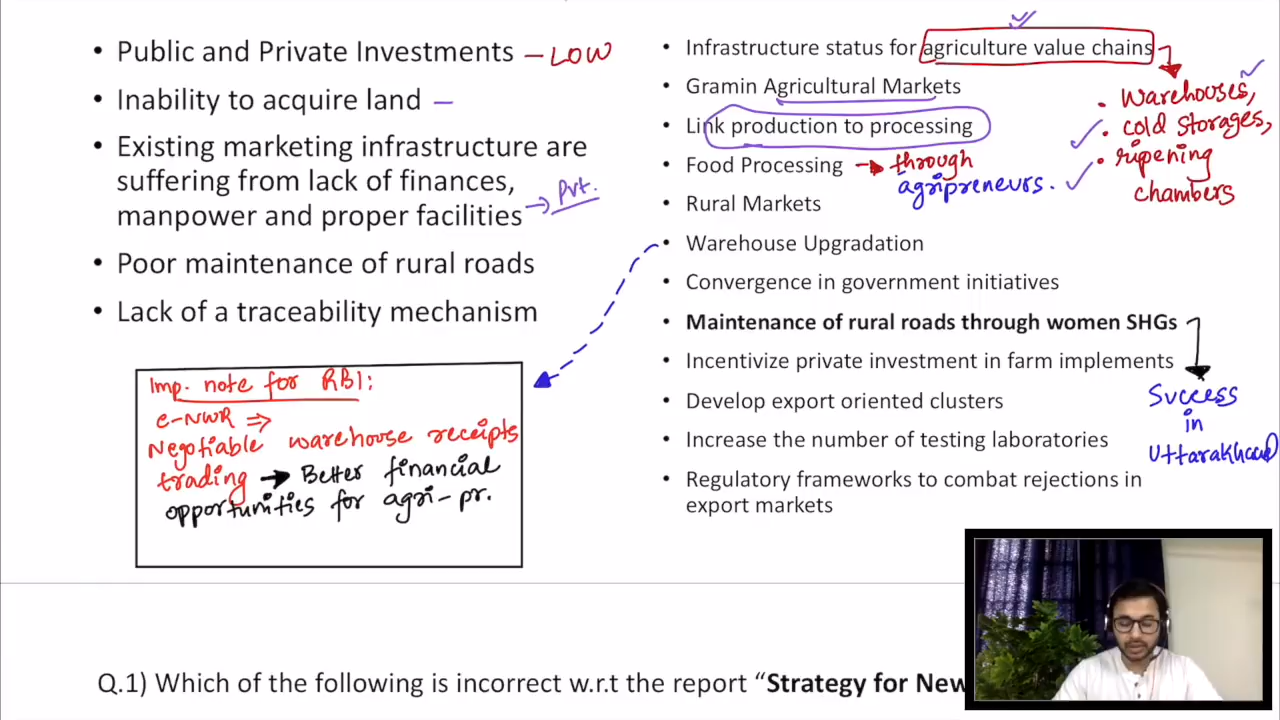 • Public and Private Investments – LOW
• Inability to acquire land –
• Existing marketing infrastructure are
suffering from lack of finances,
manpower and proper facilities → Pvt.
• Poor maintenance of rural roads
• Lack of a traceability mechanism
Imp. note for RBI:
e-NWR ⇒
Negotiable warehouse receipts
trading → Better financial
opportunities for agri-pr.
• Infrastructure status for agriculture value chains
• Gramin Agricultural Markets
• Link production to processing
• Food Processing → through
agripreneurs.
• Rural Markets
• Warehouse Upgradation
• Convergence in government initiatives
• Maintenance of rural roads through women SHGs
• Incentivize private investment in farm implements
• Develop export oriented clusters
• Increase the number of testing laboratories
• Regulatory frameworks to combat rejections in
export markets
• Warehouses,
• cold storages,
• ripening
chambers
Success
in
Uttarakhand
Q.1) Which of the following is incorrect w.r.t the report “Strategy for New